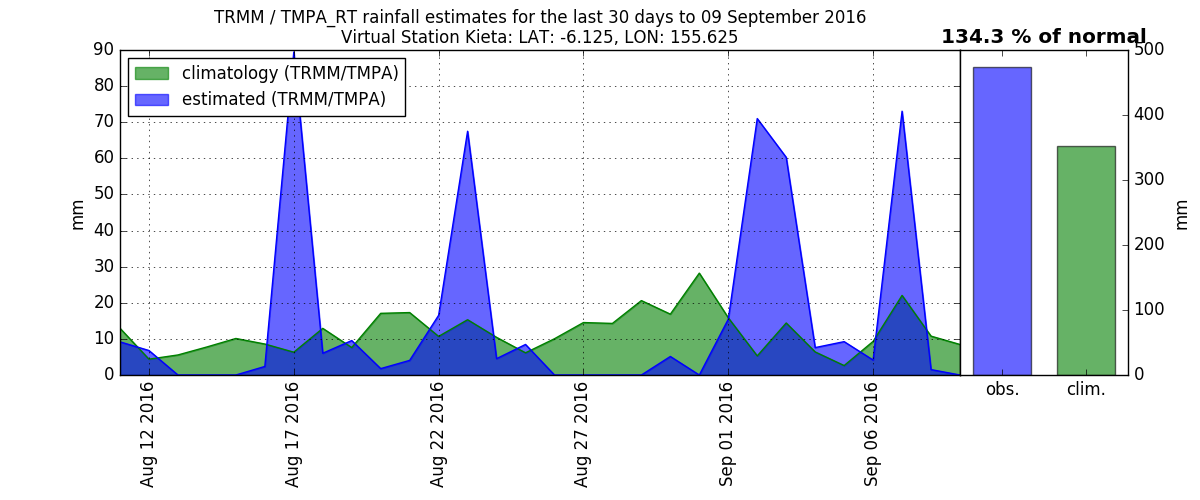 TRMM / TMPA_RT rainfall estimates for the last 30 days to 09 September 2016
Virtual Station Kieta: LAT: -6.125, LON: 155.625
134.3 % of normal
climatology (TRMM/TMPA)
estimated (TRMM/TMPA)
mm
90
80
70
60
50
40
30
20
10
0
Aug 12 2016
Aug 17 2016
Aug 22 2016
Aug 27 2016
Sep 01 2016
Sep 06 2016
500
400
300
200
100
0
mm
obs.
clim.